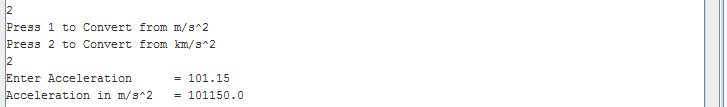 2
Press 1 to Convert from m/s^2
Press 2 to Convert from km/s^2
2
Enter Acceleration      = 101.15
Acceleration in m/s^2   = 101150.0